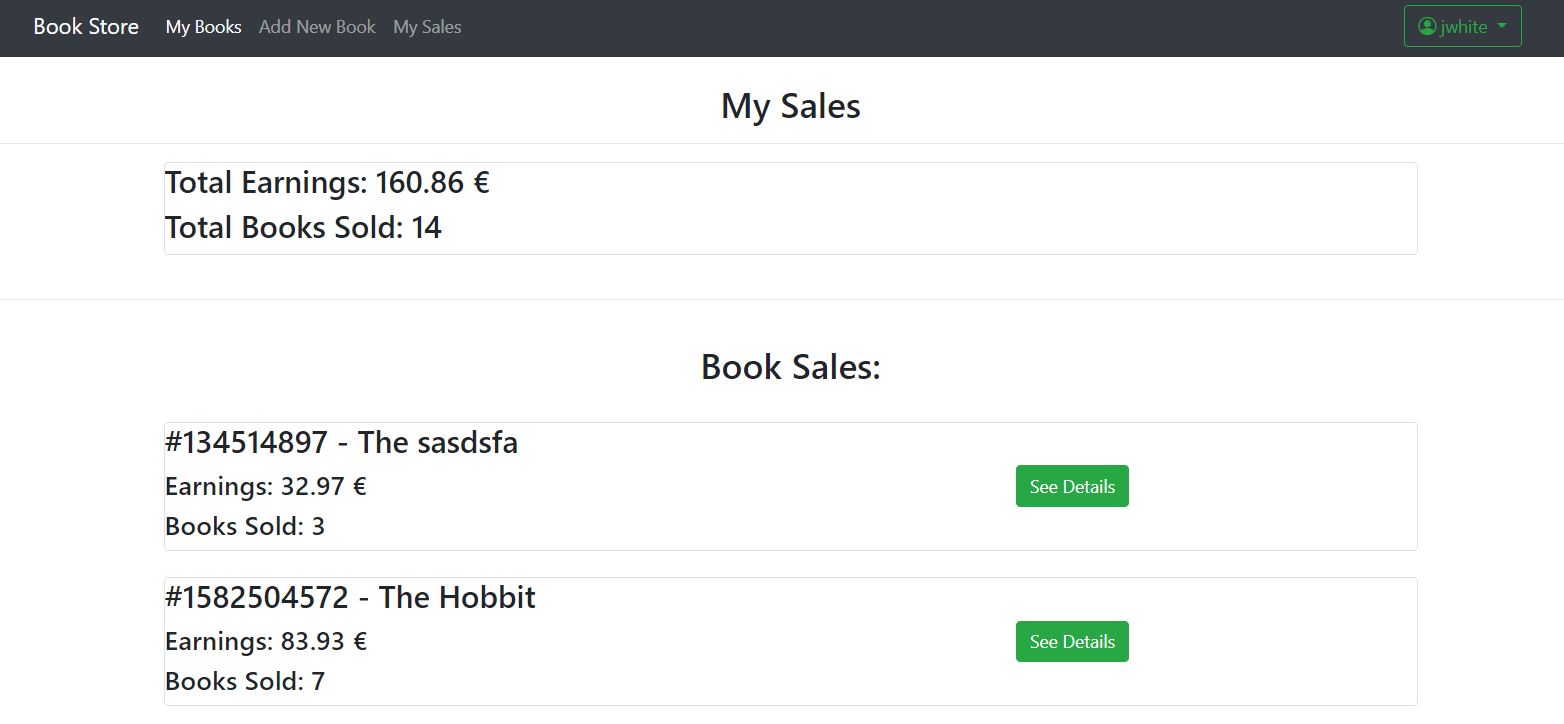 Book Store My Books Add New Book My Sales jwhite
My Sales
Total Earnings: 160.86 €
Total Books Sold: 14
Book Sales:
#134514897 - The sasdsfa
Earnings: 32.97 €
See Details
Books Sold: 3
#1582504572 - The Hobbit
Earnings: 83.93 €
See Details
Books Sold: 7